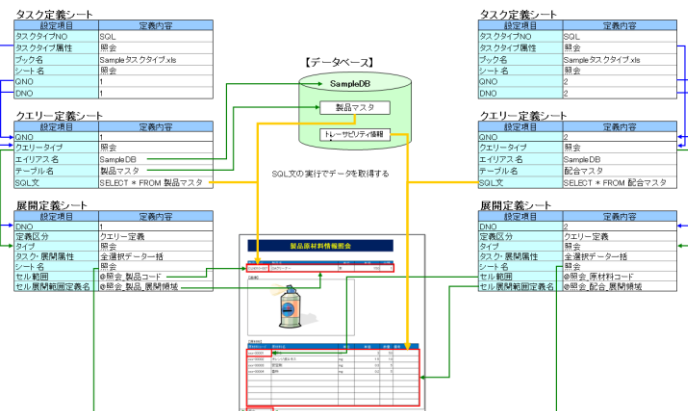 タスク定義シート
設定項目 定義内容
タスクタイプNO SQL
タスクタイプ属性 照会
ブック名 Sampleタスクタイプ.xls
シート名 照会
QNO 1
DNO 1
クエリー定義シート
設定項目 定義内容
QNO 1
クエリータイプ 照会
エイリアス名 SampleDB
テーブル名 製品マスタ
SQL文 SELECT * FROM 製品マスタ
展開定義シート
設定項目 定義内容
DNO 1
定義区分 クエリー定義
タイプ 照会
タスク・展開属性 全選択データ一括
シート名 照会
セル範囲 @照会_製品コード
セル展開範囲定義名 @照会_製品_展開領域
【データベース】
SampleDB
製品マスタ
トレーサビリティ情報
SQL文の実行でデータを取得する
製品原材料情報照会
タスク定義シート
設定項目 定義内容
タスクタイプNO SQL
タスクタイプ属性 照会
ブック名 Sampleタスクタイプ.xls
シート名 照会
QNO 2
DNO 2
クエリー定義シート
設定項目 定義内容
QNO 2
クエリータイプ 照会
エイリアス名 SampleDB
テーブル名 配合マスタ
SQL文 SELECT * FROM 配合マスタ
展開定義シート
設定項目 定義内容
DNO 2
定義区分 クエリー定義
タイプ 照会
タスク・展開属性 全選択データ一括
シート名 照会
セル範囲 @照会_原材料コード
セル展開範囲定義名 @照会_配合_展開領域